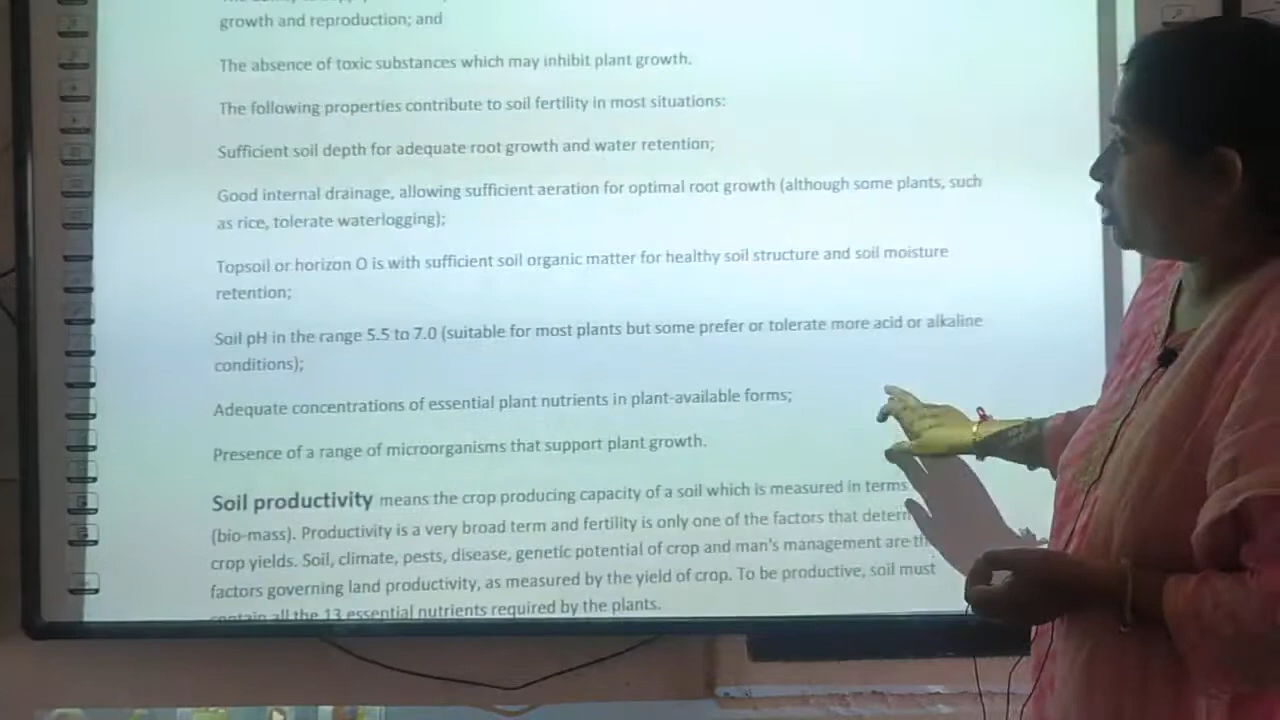 growth and reproduction; and
The absence of toxic substances which may inhibit plant growth.
The following properties contribute to soil fertility in most situations:
Sufficient soil depth for adequate root growth and water retention;
Good internal drainage, allowing sufficient aeration for optimal root growth (although some plants, such
as rice, tolerate waterlogging);
Topsoil or horizon O is with sufficient soil organic matter for healthy soil structure and soil moisture
retention;
Soil pH in the range 5.5 to 7.0 (suitable for most plants but some prefer or tolerate more acid or alkaline
conditions);
Adequate concentrations of essential plant nutrients in plant-available forms;
Presence of a range of microorganisms that support plant growth.
Soil productivity means the crop producing capacity of a soil which is measured in terms
(bio-mass). Productivity is a very broad term and fertility is only one of the factors that
crop yields. Soil, climate, pests, disease, genetic potential of crop and man's management are
factors governing land productivity, as measured by the yield of crop. To be productive, soil must
contain all the 13 essential nutrients required by the plants.